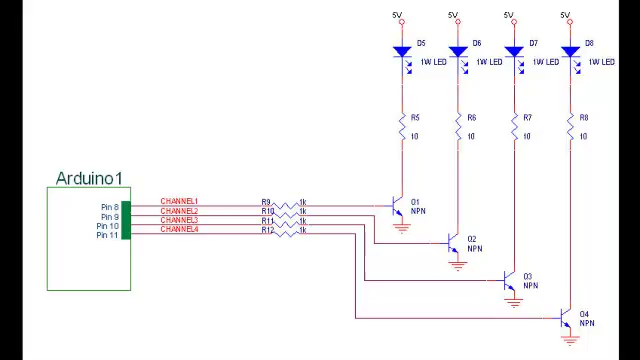 5V 5V 5V 5V
D5 D6 D7 D8
1W LED 1W LED 1W LED 1W LED
R5 R6 R7 R8
10 10 10 10
Arduino1
Pin 8 CHANNEL1 R9 1k
Pin 9 CHANNEL2 R10 1k
Pin 10 CHANNEL3 R11 1k
Pin 11 CHANNEL4 R12 1k
Q1
NPN
Q2
NPN
Q3
NPN
Q4
NPN